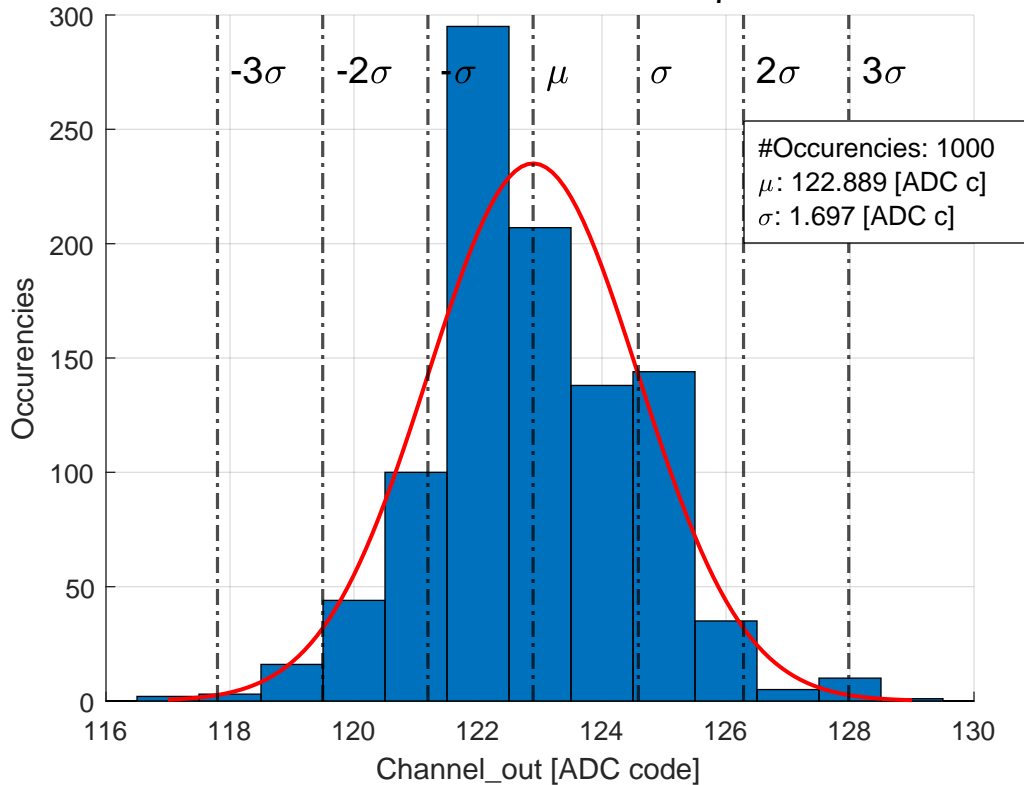 300
250
200
150
100
50
0
-3σ
-2σ
-σ
μ
σ
2σ
3σ
#Occurencies: 1000
μ: 122.889 [ADC c]
σ: 1.697 [ADC c]
Occurencies
116
118
120
122
124
126
128
130
Channel_out [ADC code]